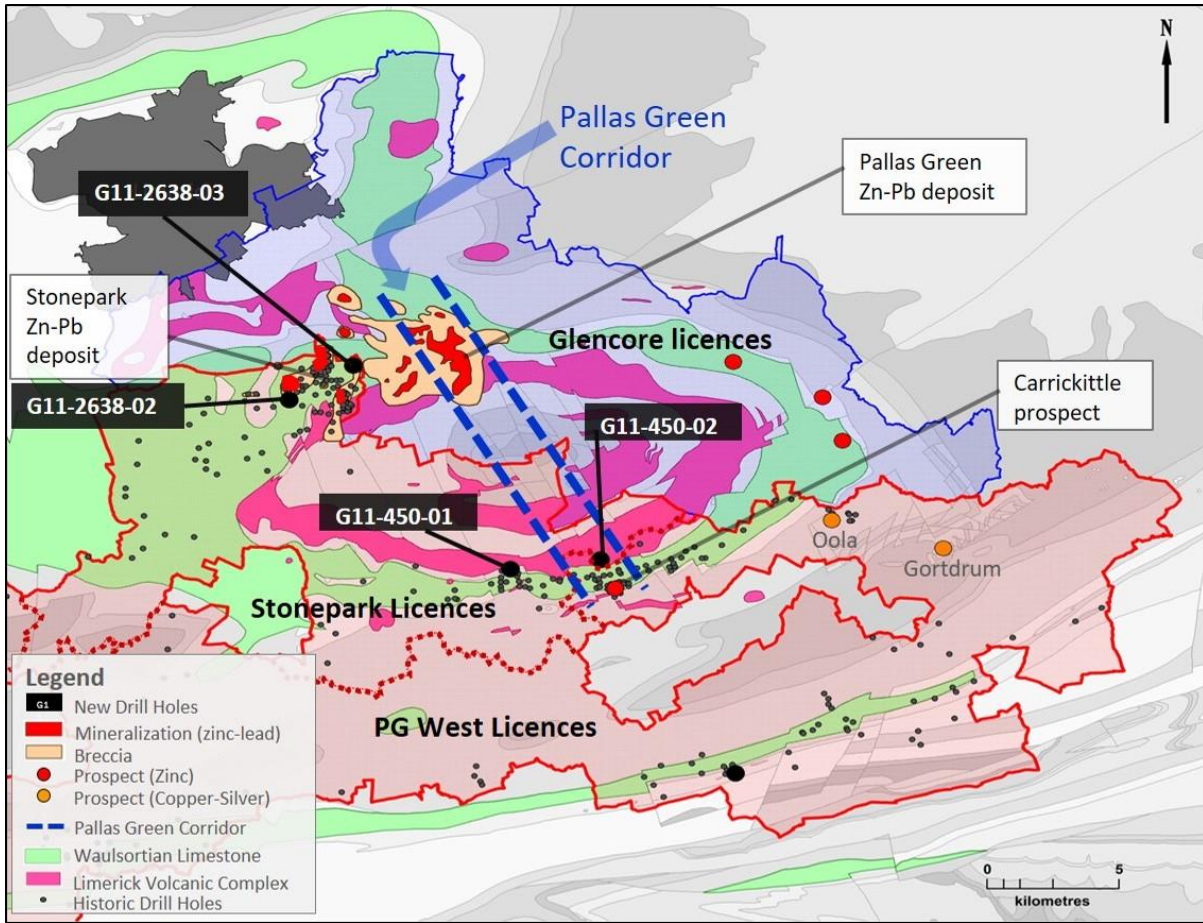 N
Pallas Green
Corridor
Pallas Green
Zn-Pb deposit
G11-2638-03
Stonepark
Zn-Pb
deposit
Glencore licences
Carrickittle
prospect
G11-2638-02
G11-450-02
G11-450-01
Oola
Gortdrum
Stonepark Licences
PG West Licences
Legend
G1 New Drill Holes
Mineralization (zinc-lead)
Breccia
Prospect (Zinc)
Prospect (Copper-Silver)
Pallas Green Corridor
Waulsortian Limestone
Limerick Volcanic Complex
Historic Drill Holes
0 5
kilometres